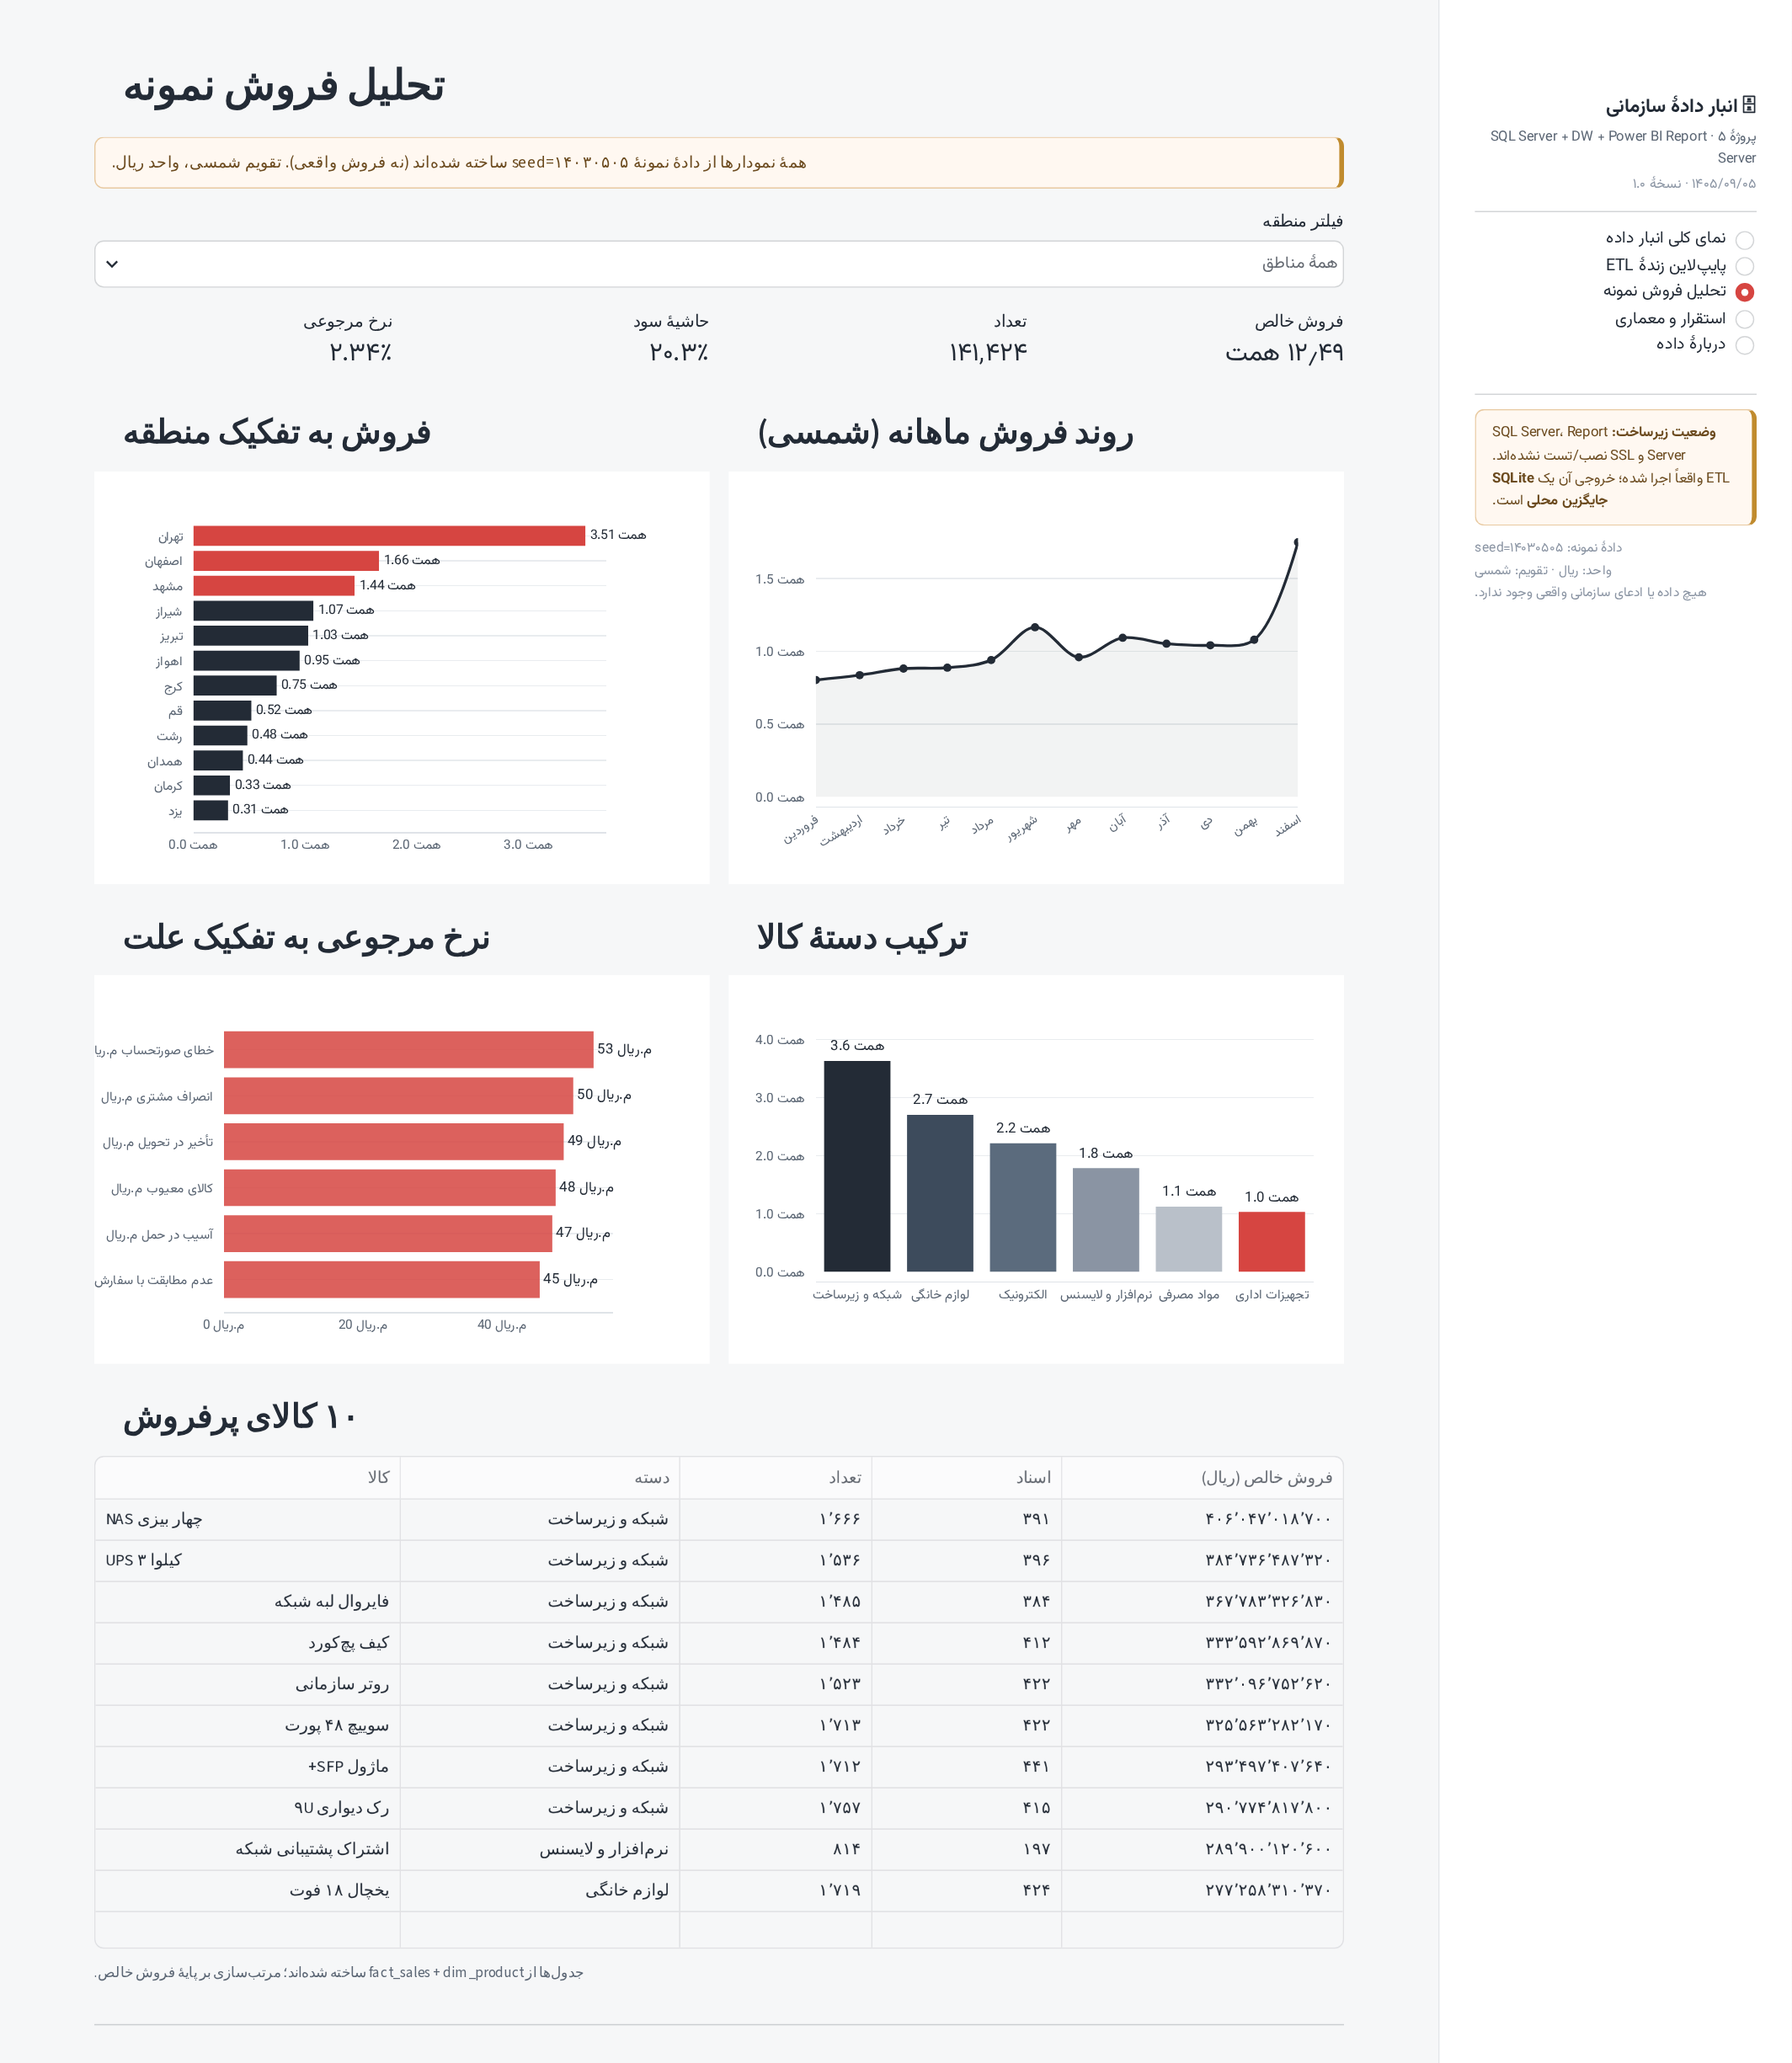 🗄 انبار دادهٔ سازمانی
پروژهٔ ۵ · SQL Server + DW + Power BI Report
Server
۱۴۰۵/۰۹/۰۵ · نسخهٔ ۱.۰
نمای کلی انبار داده
پایپ‌لاین زندهٔ ETL
تحلیل فروش نمونه
استقرار و معماری
دربارهٔ داده
وضعیت زیرساخت: SQL Server، Report
Server و SSL نصب/تست نشده‌اند.
ETL واقعاً اجرا شده؛ خروجی آن یک SQLite
جایگزین محلی است.
دادهٔ نمونه: seed=۱۴۰۳۰۵۰۵
واحد: ریال · تقویم: شمسی
هیچ داده یا ادعای سازمانی واقعی وجود ندارد.
تحلیل فروش نمونه
همهٔ نمودارها از دادهٔ نمونهٔ seed=۱۴۰۳۰۵۰۵ ساخته شده‌اند (نه فروش واقعی). تقویم شمسی، واحد ریال.
فیلتر منطقه
همهٔ مناطق
فروش خالص
۱۲٫۴۹ همت
تعداد
۱۴۱,۴۲۴
حاشیهٔ سود
۲۰.۳٪
نرخ مرجوعی
۲.۳۴٪
روند فروش ماهانه (شمسی)
1.5 همت
1.0 همت
0.5 همت
0.0 همت
فروردین اردیبهشت خرداد تیر مرداد شهریور مهر آبان آذر دی بهمن اسفند
فروش به تفکیک منطقه
تهران 3.51 همت
اصفهان 1.66 همت
مشهد 1.44 همت
شیراز 1.07 همت
تبریز 1.03 همت
اهواز 0.95 همت
کرج 0.75 همت
قم 0.52 همت
رشت 0.48 همت
همدان 0.44 همت
کرمان 0.33 همت
یزد 0.31 همت
0.0 همت 1.0 همت 2.0 همت 3.0 همت
ترکیب دستهٔ کالا
4.0 همت
3.0 همت
2.0 همت
1.0 همت
0.0 همت
3.6 همت 2.7 همت 2.2 همت 1.8 همت 1.1 همت 1.0 همت
شبکه و زیرساخت لوازم خانگی الکترونیک نرم‌افزار و لایسنس مواد مصرفی تجهیزات اداری
نرخ مرجوعی به تفکیک علت
خطای صورتحساب م.ریا 53 م.ریال
انصراف مشتری م.ریال 50 م.ریال
تأخیر در تحویل م.ریال 49 م.ریال
کالای معیوب م.ریال 48 م.ریال
آسیب در حمل م.ریال 47 م.ریال
عدم مطابقت با سفارش 45 م.ریال
0 م.ریال 20 م.ریال 40 م.ریال
۱۰ کالای پرفروش
فروش خالص (ریال) اسناد تعداد دسته کالا
۴۰۶٬۰۴۷٬۰۱۸٬۷۰۰ ۳۹۱ ۱٬۶۶۶ شبکه و زیرساخت NAS چهار بیزی
۳۸۴٬۷۳۶٬۴۸۷٬۳۲۰ ۳۹۶ ۱٬۵۳۶ شبکه و زیرساخت UPS ۳ کیلوا
۳۶۷٬۷۸۳٬۳۲۶٬۸۳۰ ۳۸۴ ۱٬۴۸۵ شبکه و زیرساخت فایروال لبه شبکه
۳۳۳٬۵۹۲٬۸۶۹٬۸۷۰ ۴۱۲ ۱٬۴۸۴ شبکه و زیرساخت کیف پچ‌کورد
۳۳۲٬۰۹۶٬۷۵۲٬۶۲۰ ۴۲۲ ۱٬۵۲۳ شبکه و زیرساخت روتر سازمانی
۳۲۵٬۵۶۳٬۲۸۲٬۱۷۰ ۴۲۲ ۱٬۷۱۳ شبکه و زیرساخت سوییچ ۴۸ پورت
۲۹۳٬۴۹۷٬۴۰۷٬۶۴۰ ۴۴۱ ۱٬۷۱۲ شبکه و زیرساخت ماژول SFP+
۲۹۰٬۷۷۴٬۸۱۷٬۸۰۰ ۴۱۵ ۱٬۷۵۷ شبکه و زیرساخت رک دیواری ۹U
۲۸۹٬۹۰۰٬۱۲۰٬۶۰۰ ۱۹۷ ۸۱۴ نرم‌افزار و لایسنس اشتراک پشتیبانی شبکه
۲۷۷٬۲۵۸٬۳۱۰٬۳۷۰ ۴۲۴ ۱٬۷۱۹ لوازم خانگی یخچال ۱۸ فوت
جدول‌ها از fact_sales + dim_product ساخته شده‌اند؛ مرتب‌سازی بر پایهٔ فروش خالص.